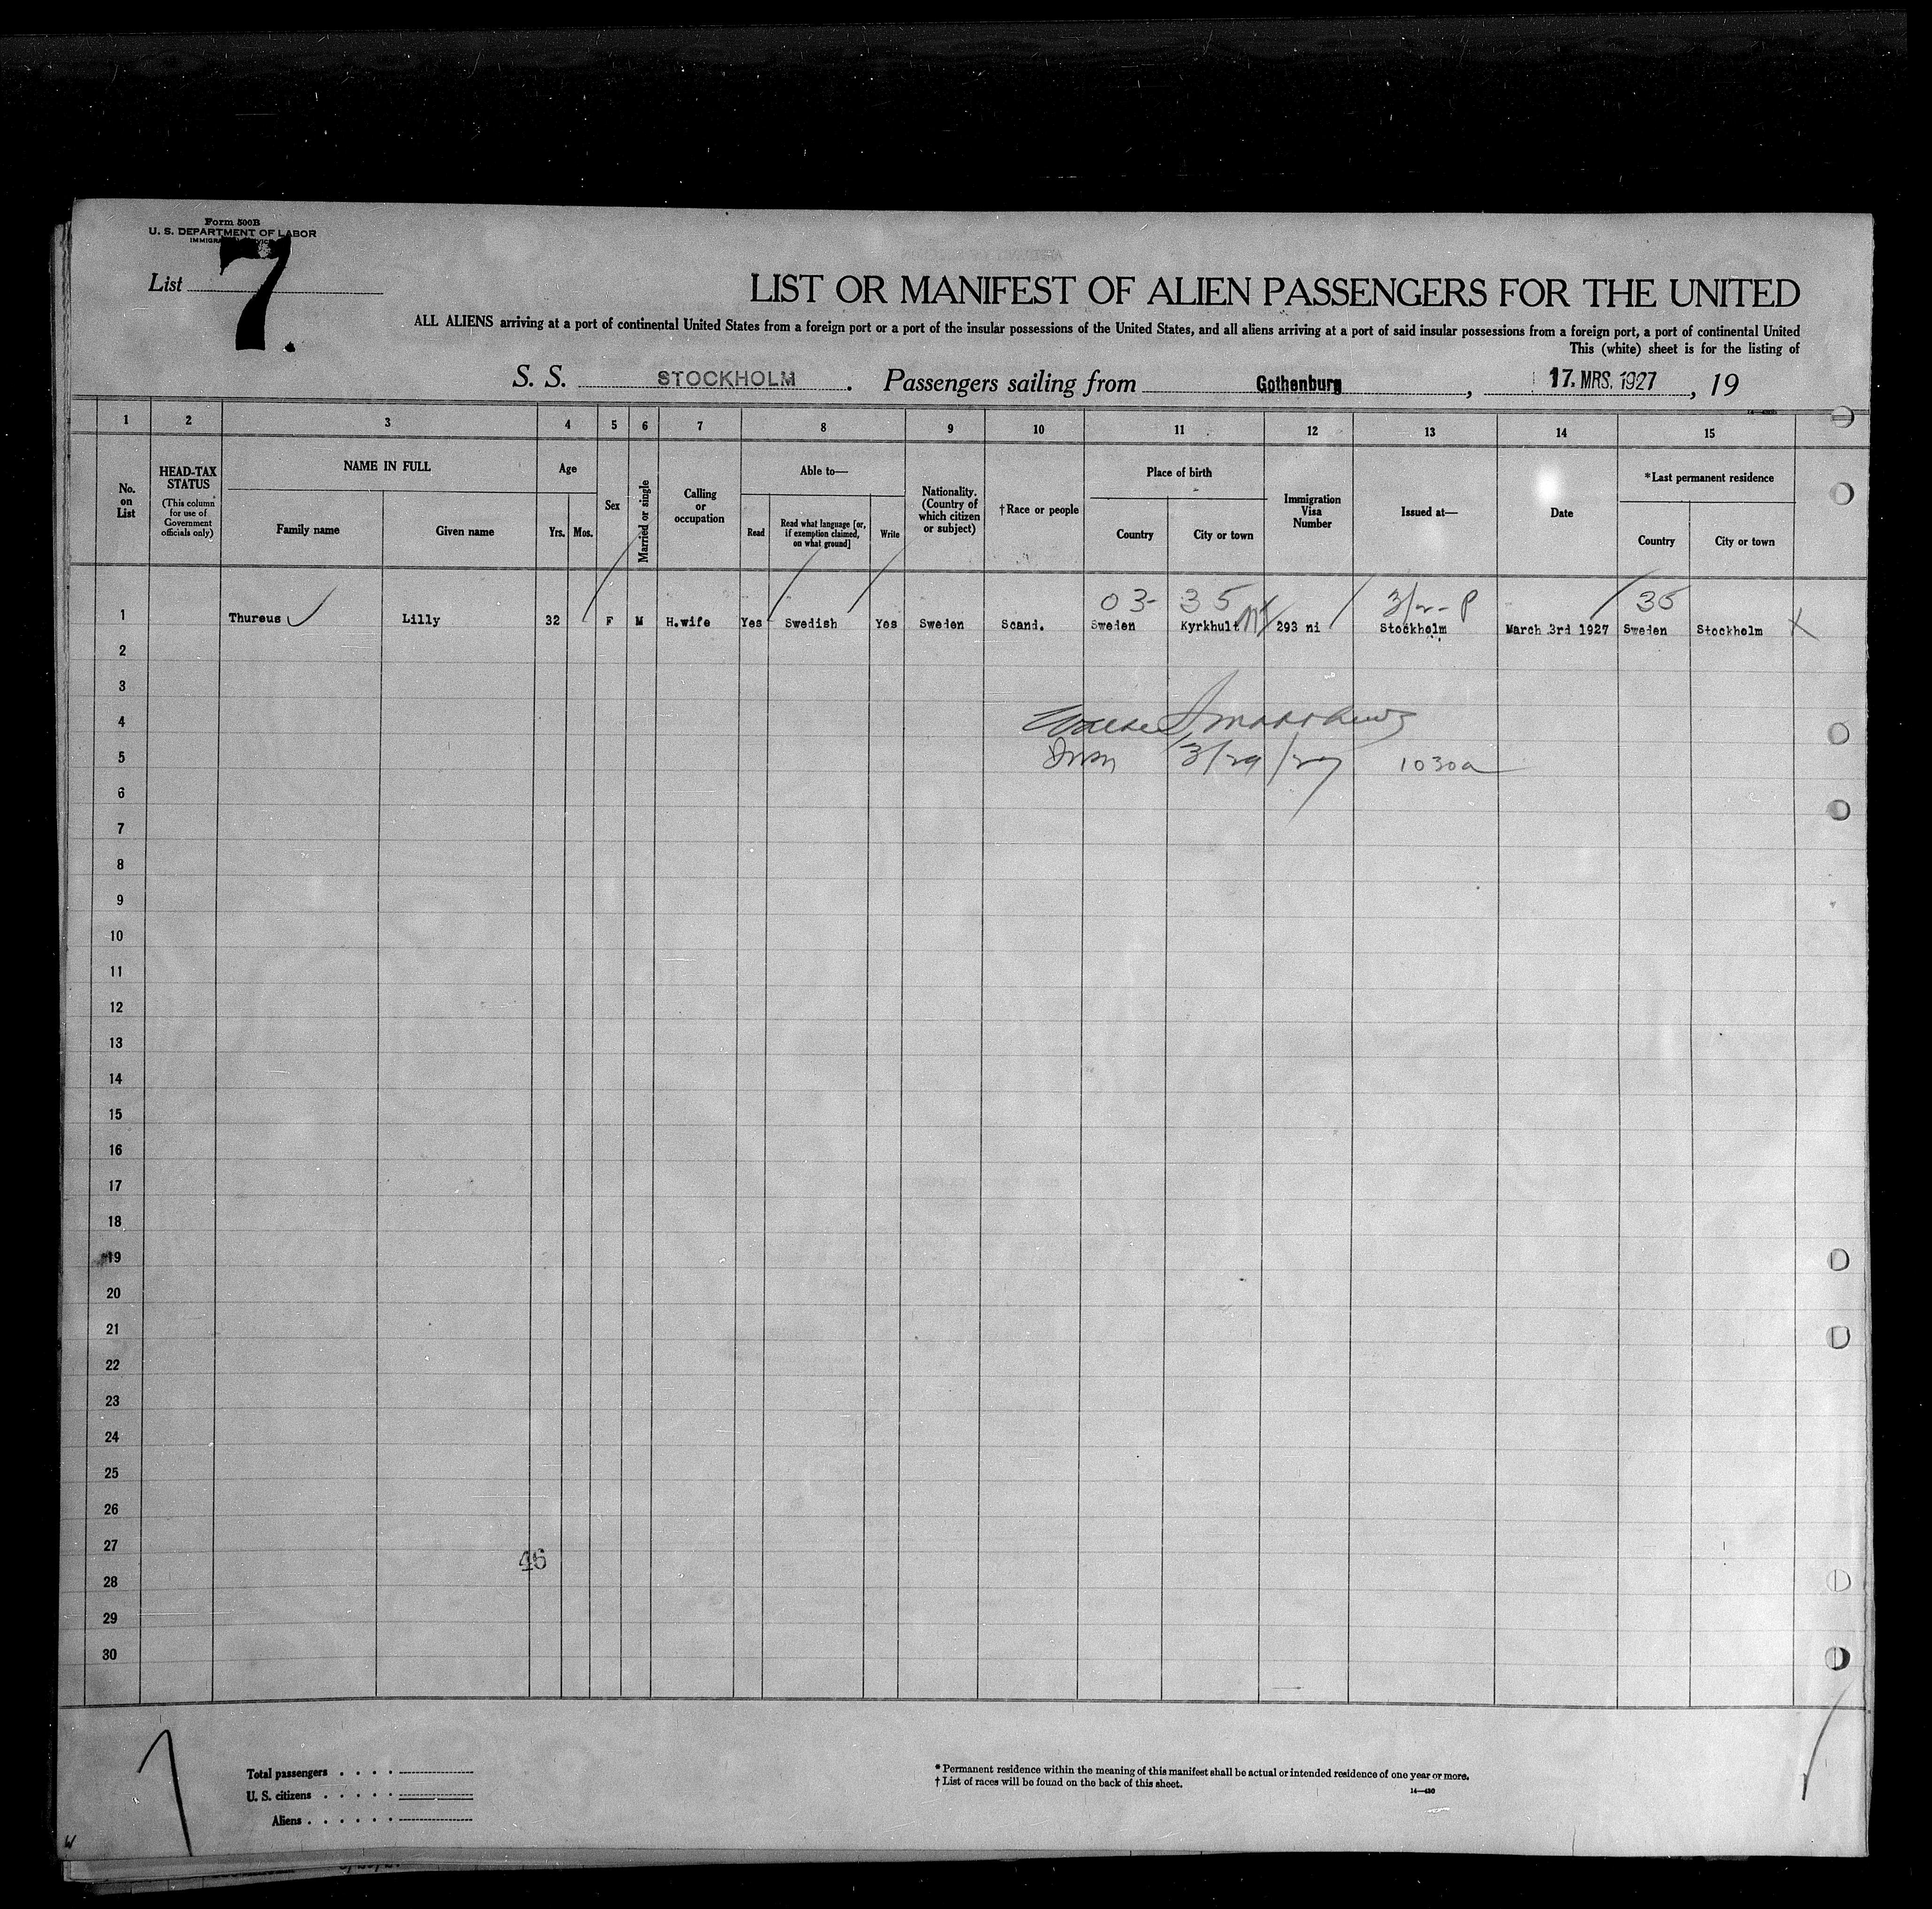 Form 500B
U. S. DEPARTMENT OF LABOR
List 7.
LIST OR MANIFEST OF ALIEN PASSENGERS FOR THE UNITED
ALL ALIENS arriving at a port of continental United States from a foreign port or a port of the insular possessions of the United States, and all aliens arriving at a port of said insular possessions from a foreign port, a port of continental United
This (white) sheet is for the listing of
S. S. STOCKHOLM. Passengers sailing from Gothenburg, 17. MRS. 1927, 19
1 2 3 4 5 6 7 8 9 10 11 12 13 14 15
No. on List
HEAD-TAX STATUS (This column for use of Government officials only)
NAME IN FULL
Family name
Given name
Age
Yrs. Mos.
Sex
Married or single
Calling or occupation
Able to—
Read
Read what language [or, if exemption claimed, on what ground]
Write
Nationality. (Country of which citizen or subject)
†Race or people
Place of birth
Country
City or town
Immigration Visa Number
Issued at—
Date
*Last permanent residence
Country
City or town
03- 35 3/2-P 35
1 Thureus Lilly 32 F M H.wife Yes Swedish Yes Sweden Scand. Sweden Kyrkhult 293 ni Stockholm March 3rd 1927 Sweden Stockholm X
2
3
4
5 3/29/27 1030a
6
7
8
9
10
11
12
13
14
15
16
17
18
19
20
21
22
23
24
25
26
27
46
28
29
30
Total passengers . . . .
U. S. citizens . . . . .
Aliens . . . . . .
* Permanent residence within the meaning of this manifest shall be actual or intended residence of one year or more.
† List of races will be found on the back of this sheet.
14—430